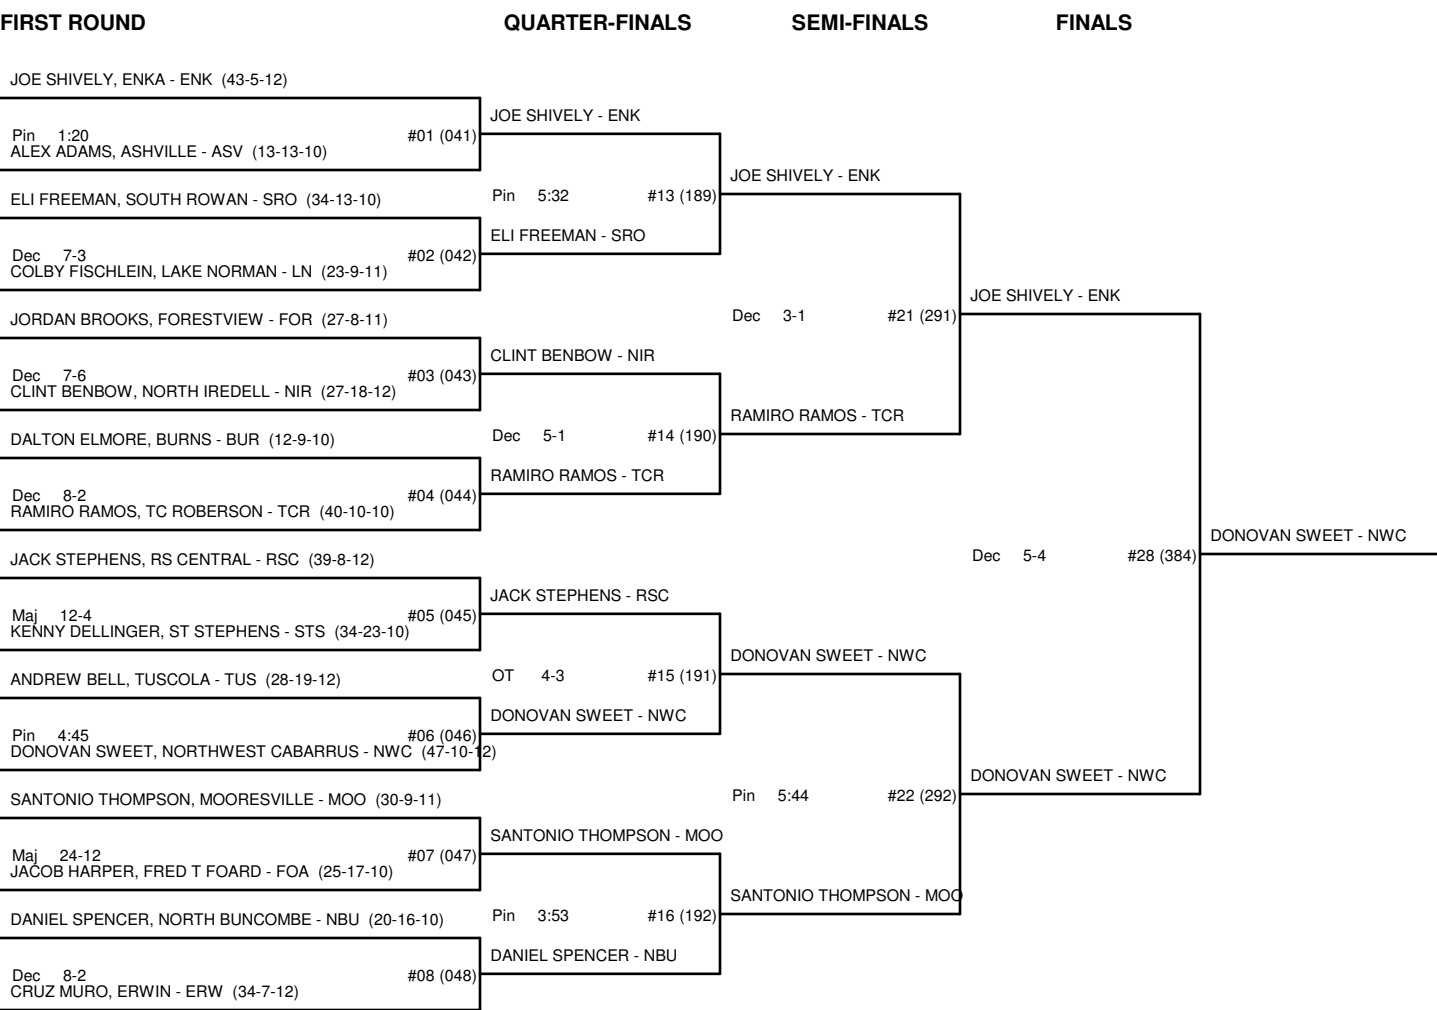 FIRST ROUND QUARTER-FINALS SEMI-FINALS FINALS
JOE SHIVELY, ENKA - ENK (43-5-12)
JOE SHIVELY - ENK
Pin 1:20 #01 (041)
ALEX ADAMS, ASHVILLE - ASV (13-13-10)
JOE SHIVELY - ENK
ELI FREEMAN, SOUTH ROWAN - SRO (34-13-10)
Pin 5:32 #13 (189)
ELI FREEMAN - SRO
Dec 7-3 #02 (042)
COLBY FISCHLEIN, LAKE NORMAN - LN (23-9-11)
JOE SHIVELY - ENK
JORDAN BROOKS, FORESTVIEW - FOR (27-8-11)
Dec 3-1 #21 (291)
CLINT BENBOW - NIR
Dec 7-6 #03 (043)
CLINT BENBOW, NORTH IREDELL - NIR (27-18-12)
RAMIRO RAMOS - TCR
DALTON ELMORE, BURNS - BUR (12-9-10)
Dec 5-1 #14 (190)
RAMIRO RAMOS - TCR
Dec 8-2 #04 (044)
RAMIRO RAMOS, TC ROBERSON - TCR (40-10-10)
DONOVAN SWEET - NWC
JACK STEPHENS, RS CENTRAL - RSC (39-8-12)
Dec 5-4 #28 (384)
JACK STEPHENS - RSC
Maj 12-4 #05 (045)
KENNY DELLINGER, ST STEPHENS - STS (34-23-10)
DONOVAN SWEET - NWC
ANDREW BELL, TUSCOLA - TUS (28-19-12)
OT 4-3 #15 (191)
DONOVAN SWEET - NWC
Pin 4:45 #06 (046)
DONOVAN SWEET, NORTHWEST CABARRUS - NWC (47-10-12)
DONOVAN SWEET - NWC
SANTONIO THOMPSON, MOORESVILLE - MOO (30-9-11)
Pin 5:44 #22 (292)
SANTONIO THOMPSON - MOO
Maj 24-12 #07 (047)
JACOB HARPER, FRED T FOARD - FOA (25-17-10)
SANTONIO THOMPSON - MOO
DANIEL SPENCER, NORTH BUNCOMBE - NBU (20-16-10)
Pin 3:53 #16 (192)
DANIEL SPENCER - NBU
Dec 8-2 #08 (048)
CRUZ MURO, ERWIN - ERW (34-7-12)